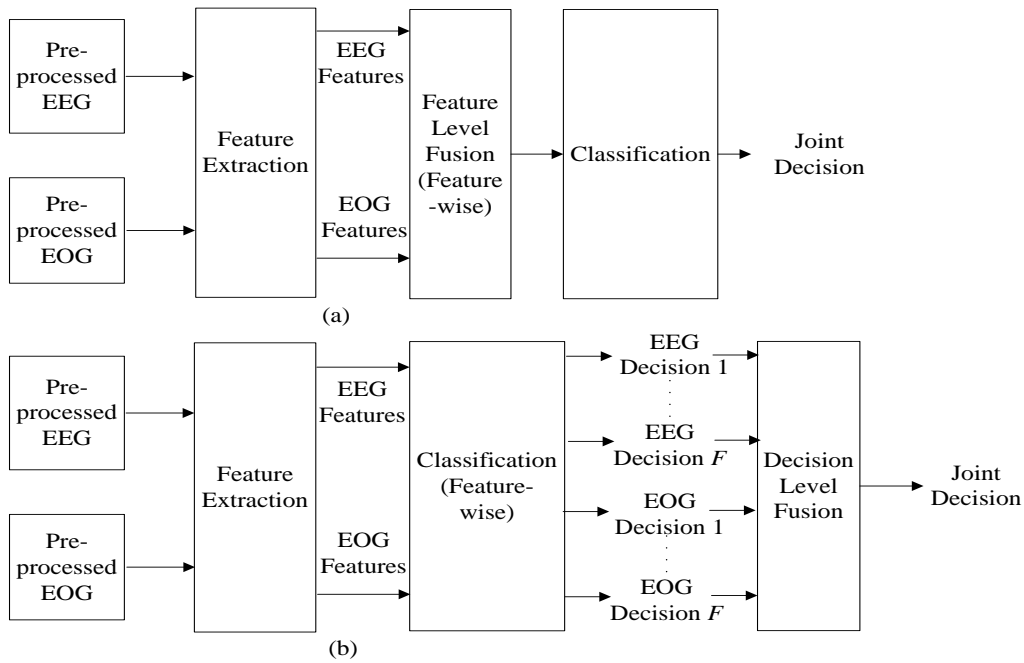 Pre-
processed
EEG
Pre-
processed
EOG
Feature
Extraction
EEG
Features
EOG
Features
Feature
Level
Fusion
(Feature
-wise)
Classification
Joint
Decision
(a)
Pre-
processed
EEG
Pre-
processed
EOG
Feature
Extraction
EEG
Features
EOG
Features
Classification
(Feature-
wise)
EEG
Decision 1
EEG
Decision F
EOG
Decision 1
EOG
Decision F
Decision
Level
Fusion
Joint
Decision
(b)